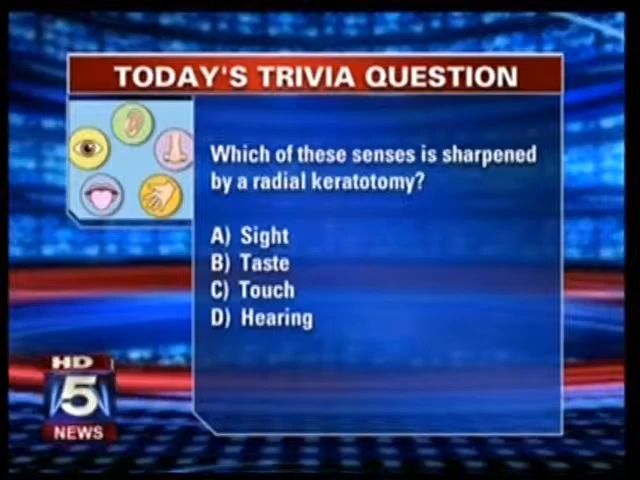 TODAY'S TRIVIA QUESTION
Which of these senses is sharpened
by a radial keratotomy?
A) Sight
B) Taste
C) Touch
D) Hearing
HD
5
NEWS